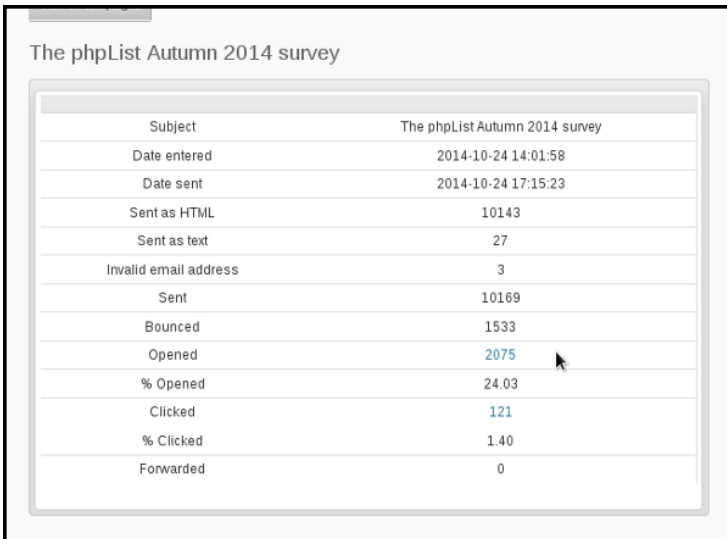 The phpList Autumn 2014 survey
Subject The phpList Autumn 2014 survey
Date entered 2014-10-24 14:01:58
Date sent 2014-10-24 17:15:23
Sent as HTML 10143
Sent as text 27
Invalid email address 3
Sent 10169
Bounced 1533
Opened 2075
% Opened 24.03
Clicked 121
% Clicked 1.40
Forwarded 0